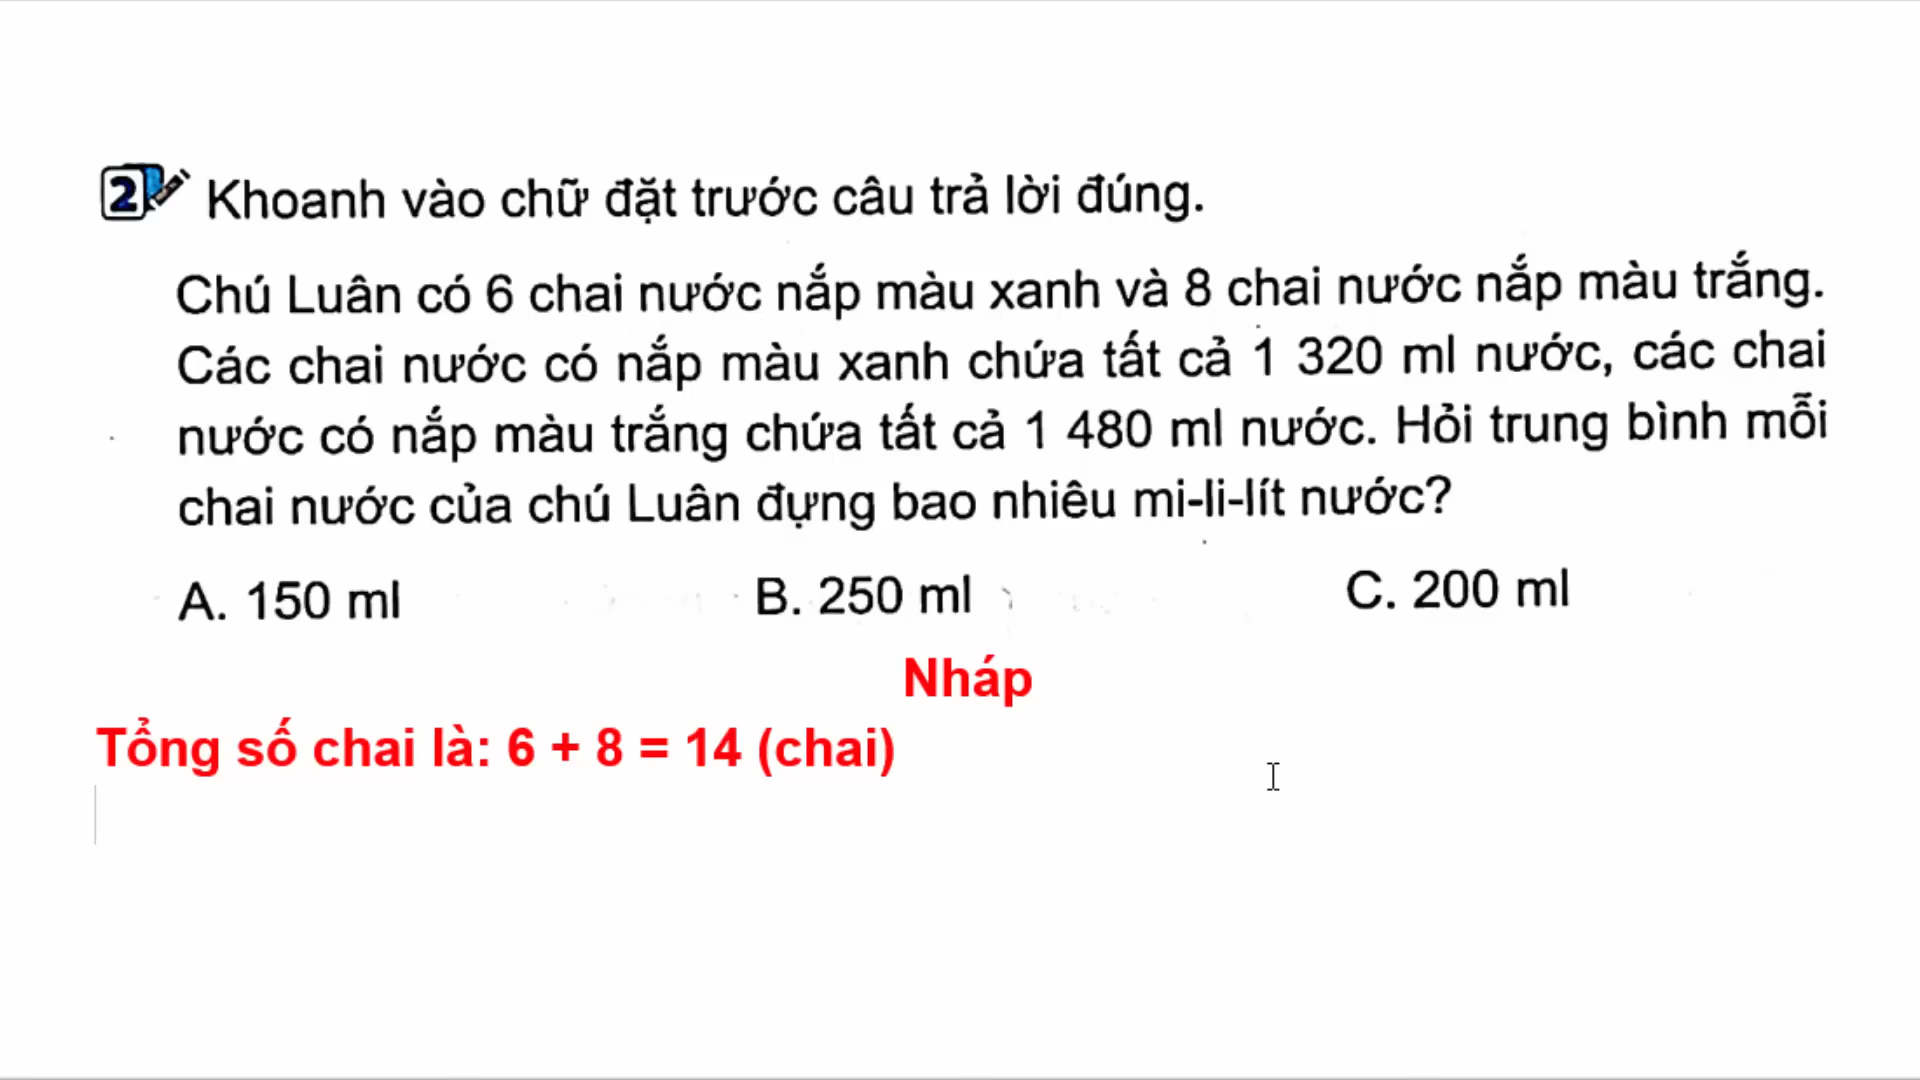 2 Khoanh vào chữ đặt trước câu trả lời đúng.
Chú Luân có 6 chai nước nắp màu xanh và 8 chai nước nắp màu trắng.
Các chai nước có nắp màu xanh chứa tất cả 1 320 ml nước, các chai
nước có nắp màu trắng chứa tất cả 1 480 ml nước. Hỏi trung bình mỗi
chai nước của chú Luân đựng bao nhiêu mi-li-lít nước?
A. 150 ml B. 250 ml C. 200 ml
Nháp
Tổng số chai là: 6 + 8 = 14 (chai)